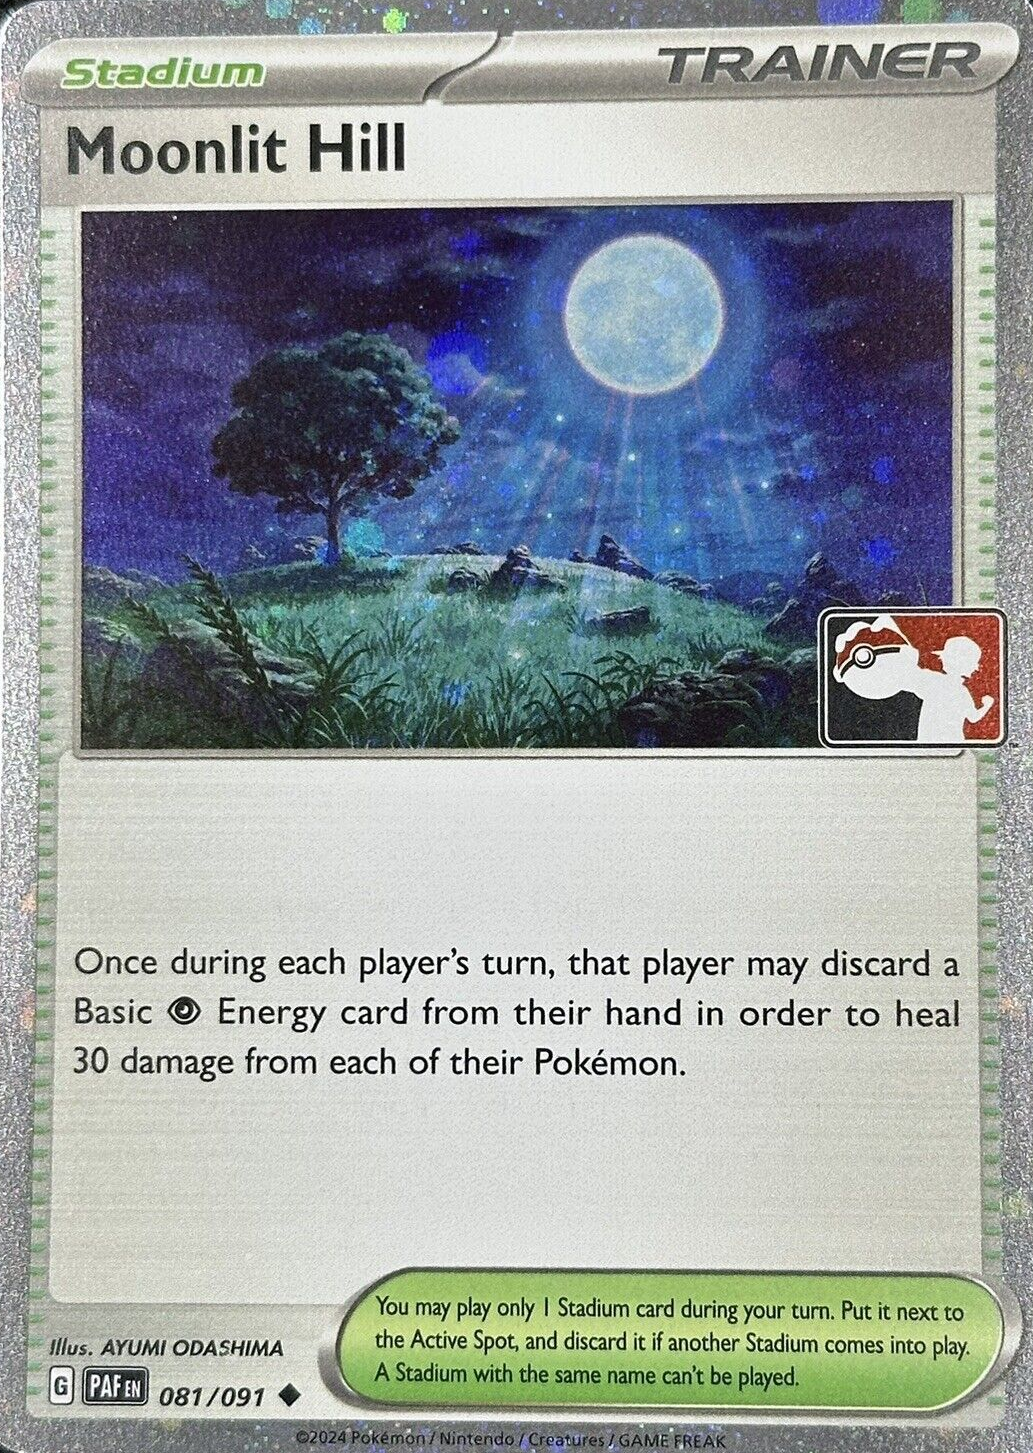 Stadium TRAINER
Moonlit Hill
Once during each player's turn, that player may discard a
Basic Energy card from their hand in order to heal
30 damage from each of their Pokémon.
You may play only 1 Stadium card during your turn. Put it next to
the Active Spot, and discard it if another Stadium comes into play.
A Stadium with the same name can't be played.
Illus. AYUMI ODASHIMA
G PAF EN 081/091
©2024 Pokémon / Nintendo / Creatures / GAME FREAK